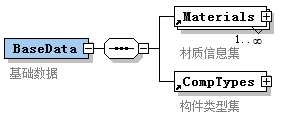 Materials
1..∞
材质信息集
BaseData
基础数据
CompTypes
构件类型集